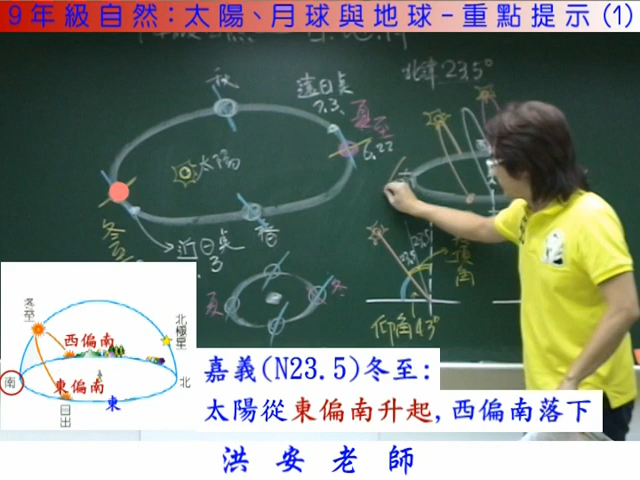 9年級自然:太陽、月球與地球-重點提示(1)
北緯23.5°
秋
遠日點
7.3
夏至
6.22
太陽
冬至
近日點
春
夏
冬
仰角43°
天頂角
冬至
北極星
西偏南
南
東偏南
北
日出
東
嘉義(N23.5)冬至:
太陽從東偏南升起,西偏南落下
洪安老師